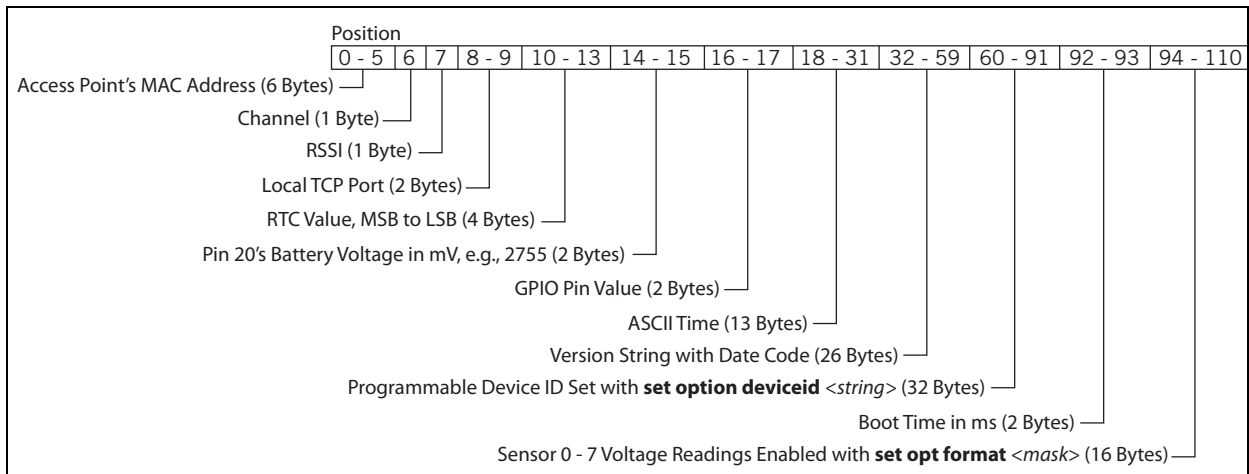 Position
0 - 5 6 7 8 - 9 10 - 13 14 - 15 16 - 17 18 - 31 32 - 59 60 - 91 92 - 93 94 - 110
Access Point’s MAC Address (6 Bytes)
Channel (1 Byte)
RSSI (1 Byte)
Local TCP Port (2 Bytes)
RTC Value, MSB to LSB (4 Bytes)
Pin 20’s Battery Voltage in mV, e.g., 2755 (2 Bytes)
GPIO Pin Value (2 Bytes)
ASCII Time (13 Bytes)
Version String with Date Code (26 Bytes)
Programmable Device ID Set with set option deviceid <string> (32 Bytes)
Boot Time in ms (2 Bytes)
Sensor 0 - 7 Voltage Readings Enabled with set opt format <mask> (16 Bytes)